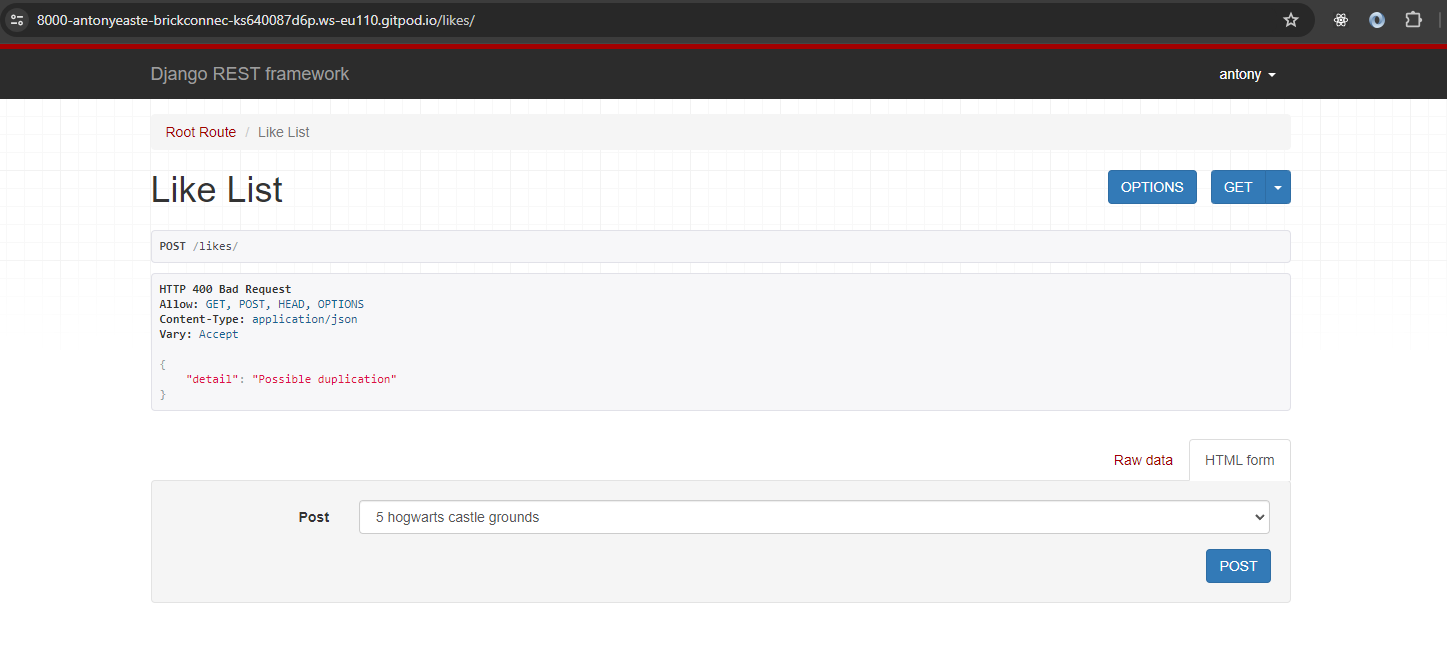 8000-antonyeaste-brickconnec-ks640087d6p.ws-eu110.gitpod.io/likes/
Django REST framework antony
Root Route / Like List
Like List OPTIONS GET
POST /likes/
HTTP 400 Bad Request
Allow: GET, POST, HEAD, OPTIONS
Content-Type: application/json
Vary: Accept
{
    "detail": "Possible duplication"
}
Raw data HTML form
Post 5 hogwarts castle grounds
POST